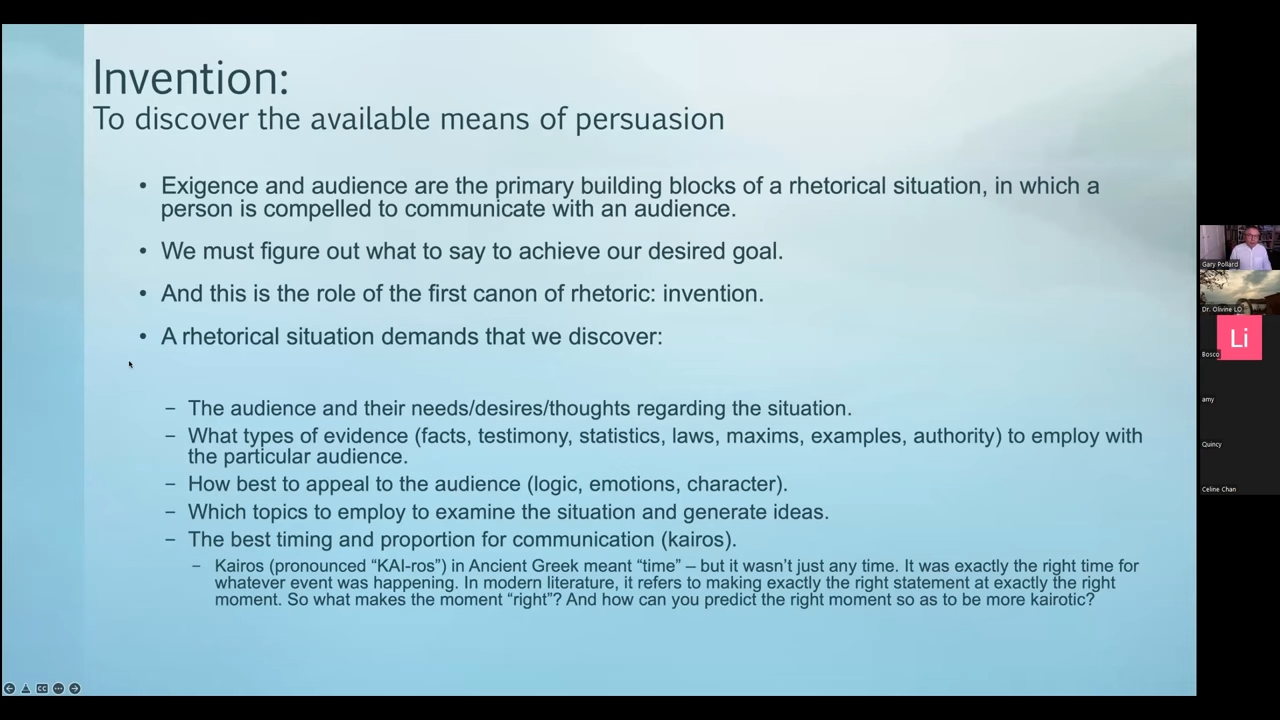 Invention:
To discover the available means of persuasion
• Exigence and audience are the primary building blocks of a rhetorical situation, in which a
person is compelled to communicate with an audience.
• We must figure out what to say to achieve our desired goal.
• And this is the role of the first canon of rhetoric: invention.
• A rhetorical situation demands that we discover:
– The audience and their needs/desires/thoughts regarding the situation.
– What types of evidence (facts, testimony, statistics, laws, maxims, examples, authority) to employ with
the particular audience.
– How best to appeal to the audience (logic, emotions, character).
– Which topics to employ to examine the situation and generate ideas.
– The best timing and proportion for communication (kairos).
– Kairos (pronounced “KAI-ros”) in Ancient Greek meant “time” – but it wasn’t just any time. It was exactly the right time for
whatever event was happening. In modern literature, it refers to making exactly the right statement at exactly the right
moment. So what makes the moment “right”? And how can you predict the right moment so as to be more kairotic?
Gary Pollard
Dr. Olivine LO
Li
Bosco
amy
Quincy
Celine Chan